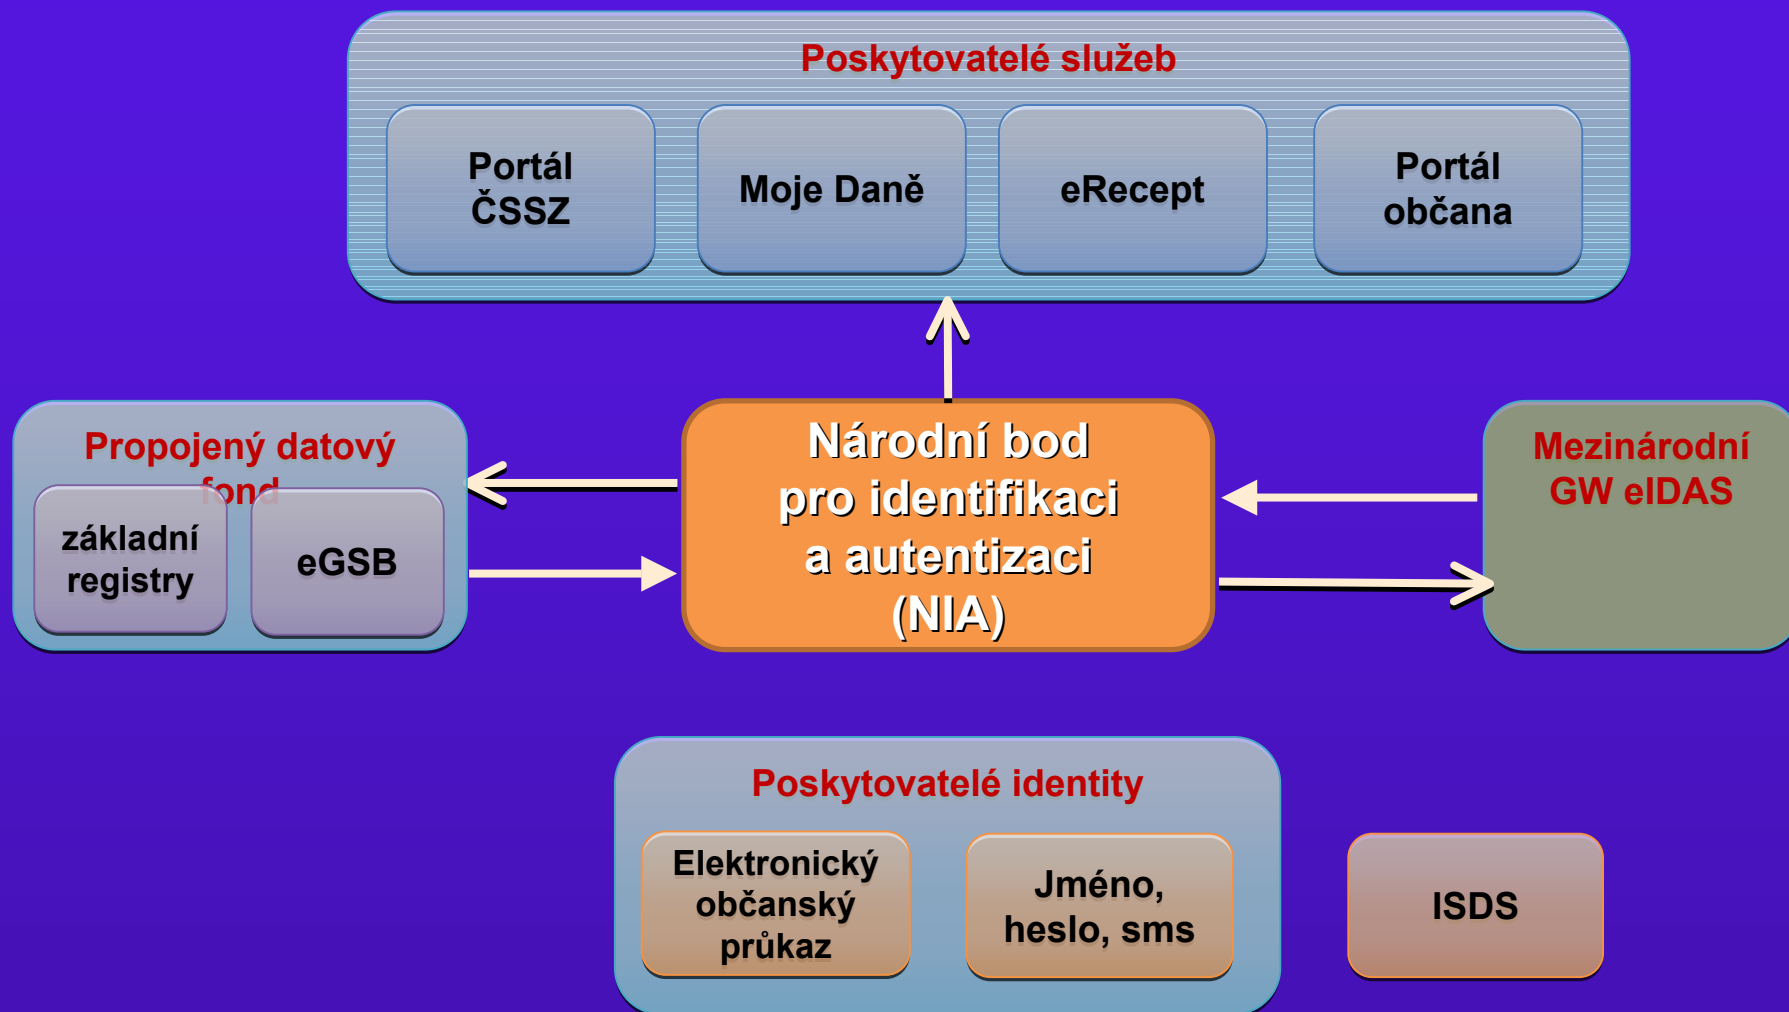 Poskytovatelé služeb
Portál
ČSSZ
Moje Daně
eRecept
Portál
občana
Propojený datový
fond
základní
registry
eGSB
Národní bod
pro identifikaci
a autentizaci
(NIA)
Mezinárodní
GW eIDAS
Poskytovatelé identity
Elektronický
občanský
průkaz
Jméno,
heslo, sms
ISDS